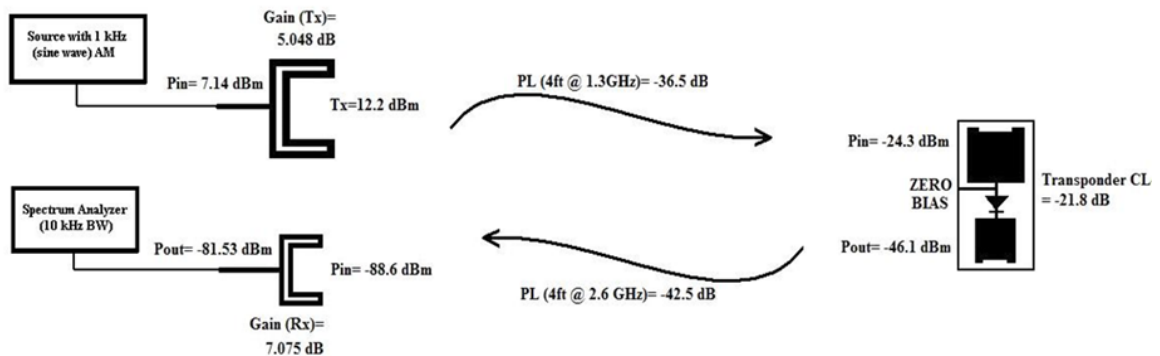 Source with 1 kHz
(sine wave) AM
Gain (Tx)=
5.048 dB
Pin= 7.14 dBm
Tx=12.2 dBm
PL (4ft @ 1.3GHz)= -36.5 dB
Pin= -24.3 dBm
ZERO
BIAS
Transponder CL
= -21.8 dB
Pout= -46.1 dBm
Spectrum Analyzer
(10 kHz BW)
Pout= -81.53 dBm
Pin= -88.6 dBm
PL (4ft @ 2.6 GHz)= -42.5 dB
Gain (Rx)=
7.075 dB